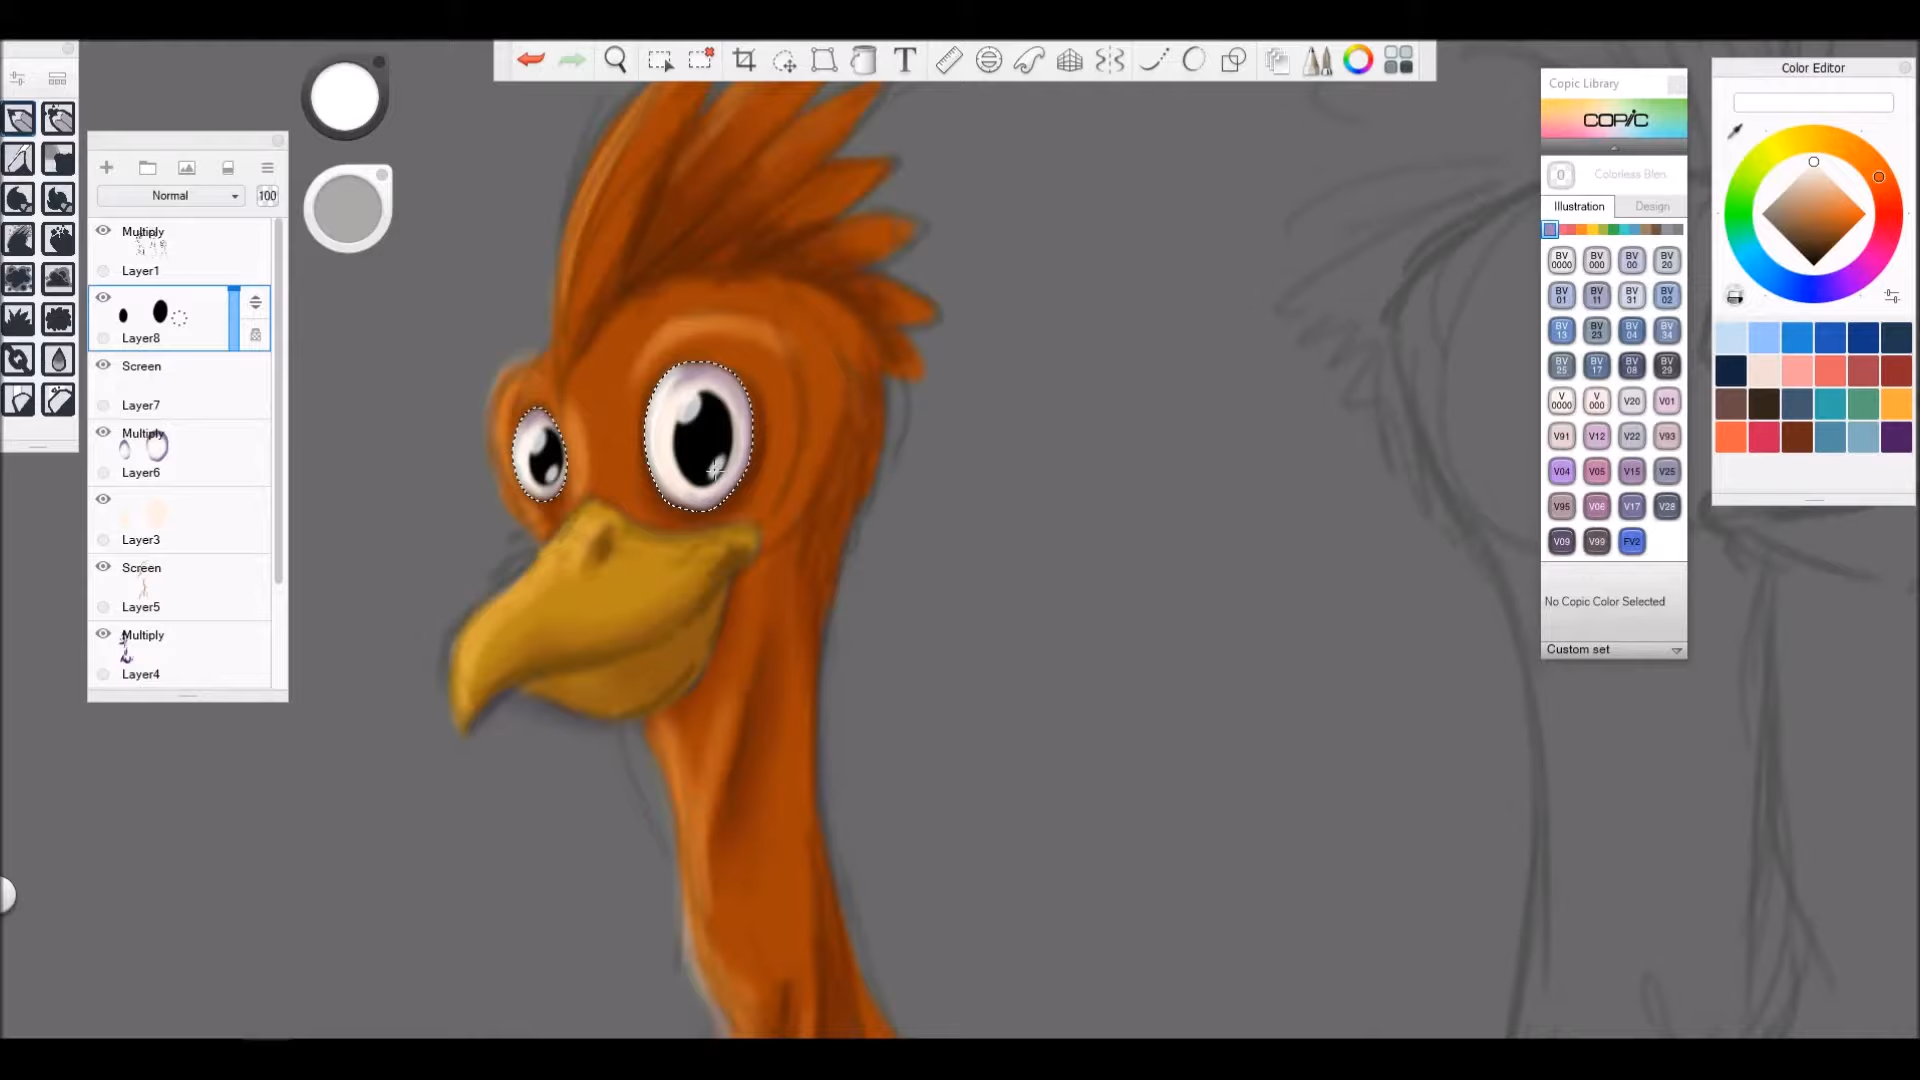 T
Copic Library
COPIC
0 Colorless Blen
Illustration Design
BV 0000 BV 000 BV 00 BV 20
BV 01 BV 11 BV 31 BV 02
BV 13 BV 23 BV 04 BV 34
BV 25 BV 17 BV 08 BV 29
V 0000 V 000 V20 V01
V91 V12 V22 V93
V04 V05 V15 V25
V95 V06 V17 V28
V09 V99 FV2
No Copic Color Selected
Custom set
Color Editor
Normal 100
Multiply
Layer1
Layer8
Screen
Layer7
Multiply
Layer6
Layer3
Screen
Layer5
Multiply
Layer4